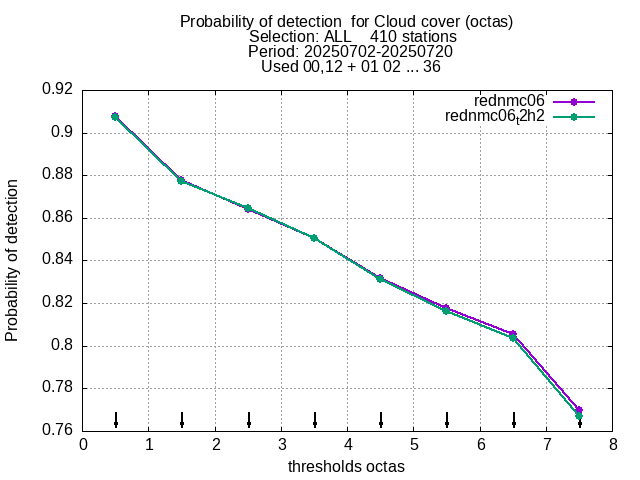 Probability of detection  for Cloud cover (octas)
Selection: ALL    410 stations
Period: 20250702-20250720
Used 00,12 + 01 02 ... 36
rednmc06
rednmc06_t2h2
Probability of detection
0.92
0.9
0.88
0.86
0.84
0.82
0.8
0.78
0.76
0 1 2 3 4 5 6 7 8
thresholds octas